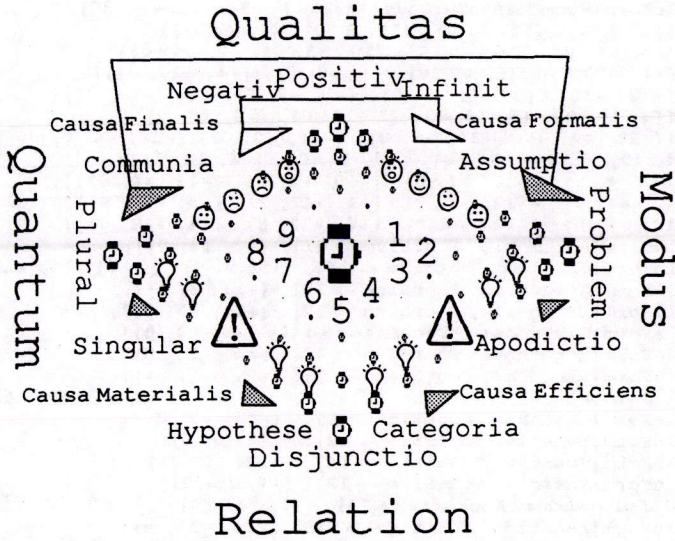 Qualitas
Negativ Positiv Infinit
Causa Finalis Causa Formalis
Communia Assumptio
Quantum
Plural
Modus
Problem
9 1
8 2
7 3
6 4
5
! !
Singular Apodictio
Causa Materialis Causa Efficiens
Hypothese Categoria
Disjunctio
Relation